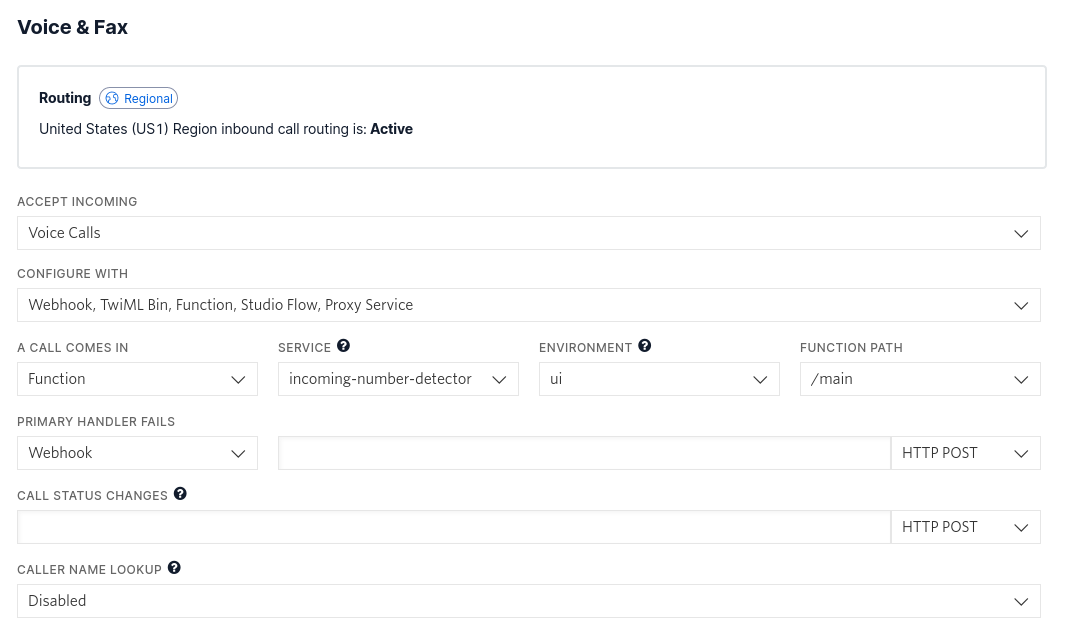 Voice & Fax
Routing Regional
United States (US1) Region inbound call routing is: Active
ACCEPT INCOMING
Voice Calls
CONFIGURE WITH
Webhook, TwiML Bin, Function, Studio Flow, Proxy Service
A CALL COMES IN SERVICE ? ENVIRONMENT ? FUNCTION PATH
Function incoming-number-detector ui /main
PRIMARY HANDLER FAILS
Webhook HTTP POST
CALL STATUS CHANGES ?
HTTP POST
CALLER NAME LOOKUP ?
Disabled